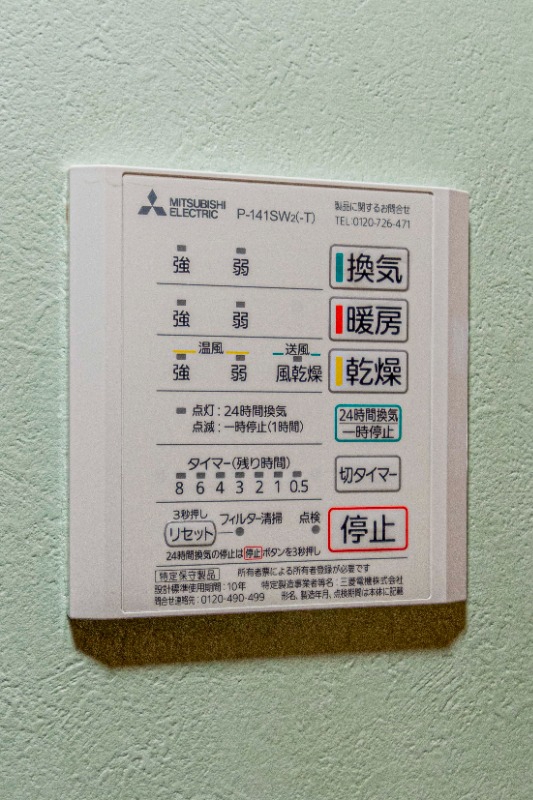 MITSUBISHI ELECTRIC P-141SW2(-T)
製品に関するお問合せ
TEL:0120-726-471
強 弱 換気
強 弱 暖房
温風 送風
強 弱 風乾燥 乾燥
点灯：24時間換気
点滅：一時停止(1時間)
24時間換気
一時停止
タイマー(残り時間)
8 6 4 3 2 1 0.5
切タイマー
3秒押し
リセット フィルター清掃 点検
停止
24時間換気の停止は停止ボタンを3秒押し
特定保守製品 所有者票による所有者登録が必要です
設計標準使用期間：10年 特定製造事業者等名：三菱電機株式会社
問合せ連絡先：0120-490-499 形名、製造年月、点検期間は本体に記載